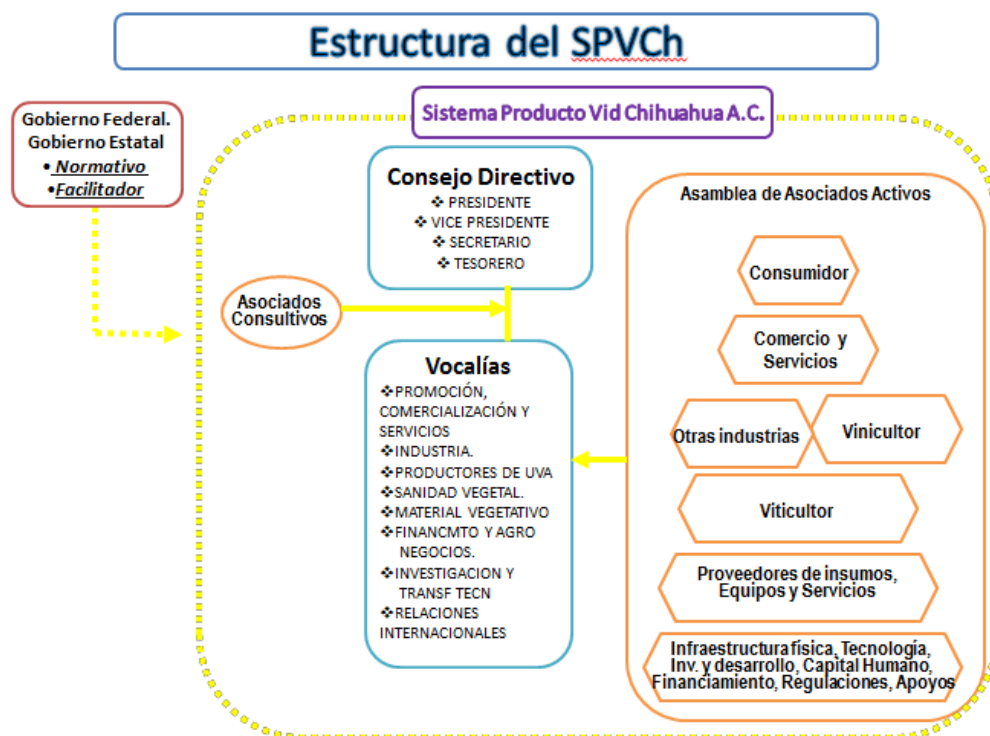 Estructura del SPVCh
Sistema Producto Vid Chihuahua A.C.
Gobierno Federal.
Gobierno Estatal
• Normativo
•Facilitador
Consejo Directivo
❖ PRESIDENTE
❖ VICE PRESIDENTE
❖ SECRETARIO
❖ TESORERO
Asociados
Consultivos
Vocalías
❖PROMOCIÓN,
COMERCIALIZACIÓN Y
SERVICIOS
❖INDUSTRIA.
❖PRODUCTORES DE UVA
❖SANIDAD VEGETAL.
❖MATERIAL VEGETATIVO
❖FINANCMTO Y AGRO
NEGOCIOS.
❖INVESTIGACION Y
TRANSF TECN
❖RELACIONES
INTERNACIONALES
Asamblea de Asociados Activos
Consumidor
Comercio y
Servicios
Otras industrias
Vinicultor
Viticultor
Proveedores de insumos,
Equipos y Servicios
Infraestructura física, Tecnología,
Inv. y desarrollo, Capital Humano,
Financiamiento, Regulaciones, Apoyos